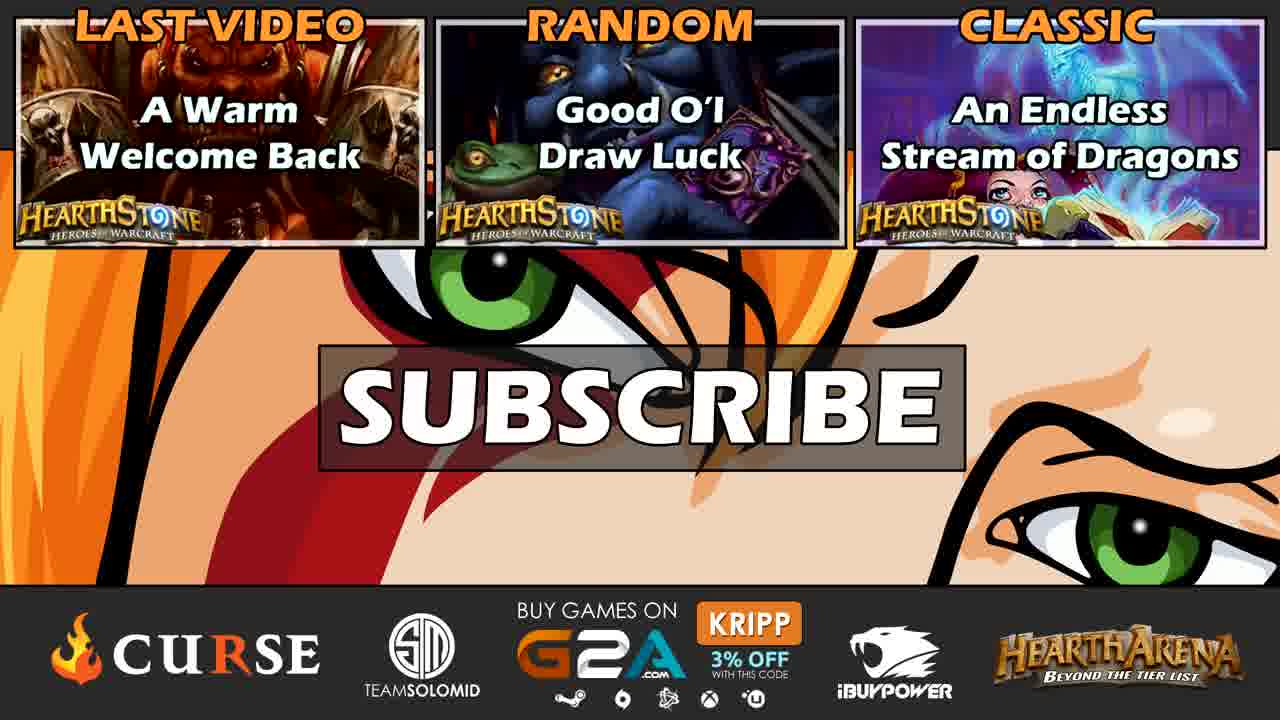 LAST VIDEO
A Warm
Welcome Back
HEARTHSTONE
HEROES OF WARCRAFT
RANDOM
Good O'l
Draw Luck
HEARTHSTONE
HEROES OF WARCRAFT
CLASSIC
An Endless
Stream of Dragons
HEARTHSTONE
HEROES OF WARCRAFT
SUBSCRIBE
CURSE
TSM
TEAMSOLOMID
BUY GAMES ON
G2A
.COM
KRIPP
3% OFF
WITH THIS CODE
iBUYPOWER
HEARTHARENA
BEYOND THE TIER LIST